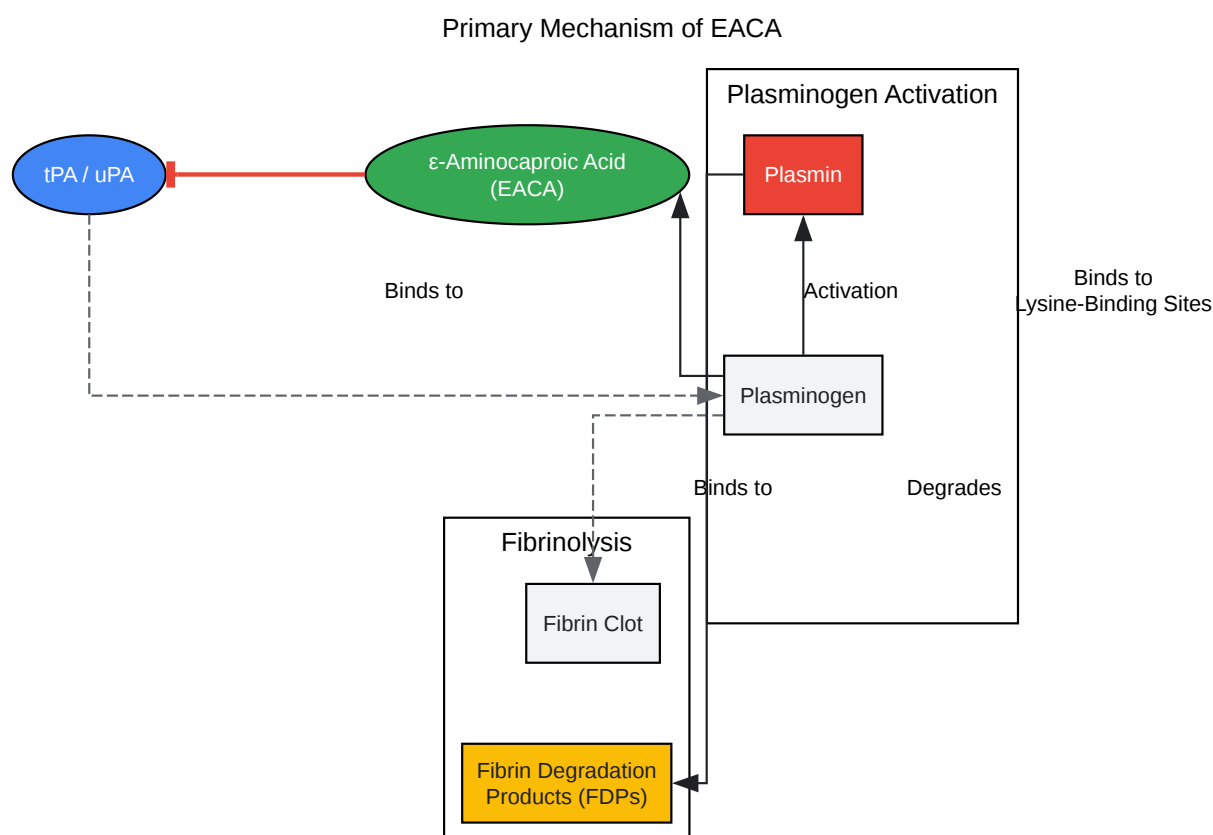 Primary Mechanism of EACA
Plasminogen Activation
tPA / uPA
ε-Aminocaproic Acid
(EACA)
Plasmin
Binds to
Activation
Binds to
Lysine-Binding Sites
Plasminogen
Binds to
Degrades
Fibrinolysis
Fibrin Clot
Fibrin Degradation
Products (FDPs)